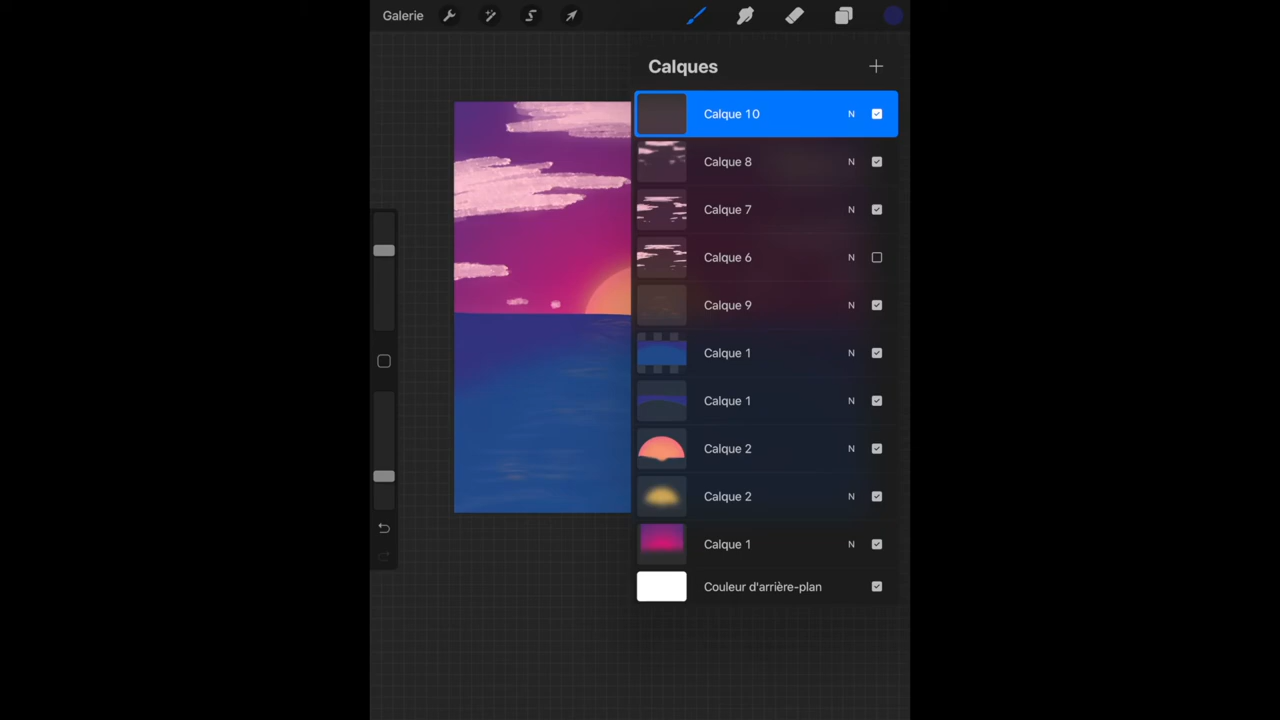 Galerie
Calques
Calque 10 N
Calque 8 N
Calque 7 N
Calque 6 N
Calque 9 N
Calque 1 N
Calque 1 N
Calque 2 N
Calque 2 N
Calque 1 N
Couleur d'arrière-plan